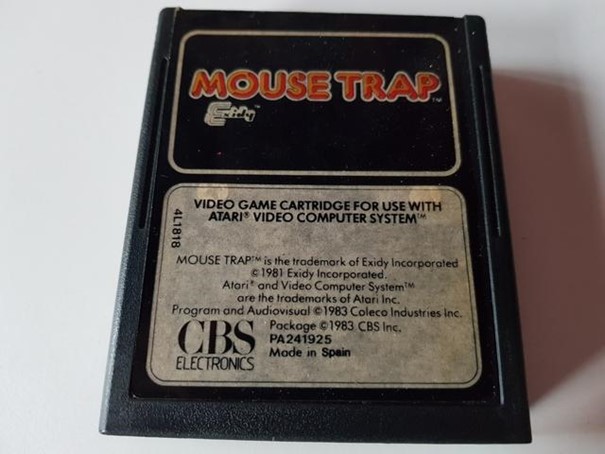 MOUSE TRAP™
Exidy™
VIDEO GAME CARTRIDGE FOR USE WITH
ATARI® VIDEO COMPUTER SYSTEM™
4L1818
MOUSE TRAP™ is the trademark of Exidy Incorporated
©1981 Exidy Incorporated.
Atari® and Video Computer System™
are the trademarks of Atari Inc.
Program and Audiovisual ©1983 Coleco Industries Inc.
Package ©1983 CBS Inc.
PA241925
Made in Spain
CBS
ELECTRONICS